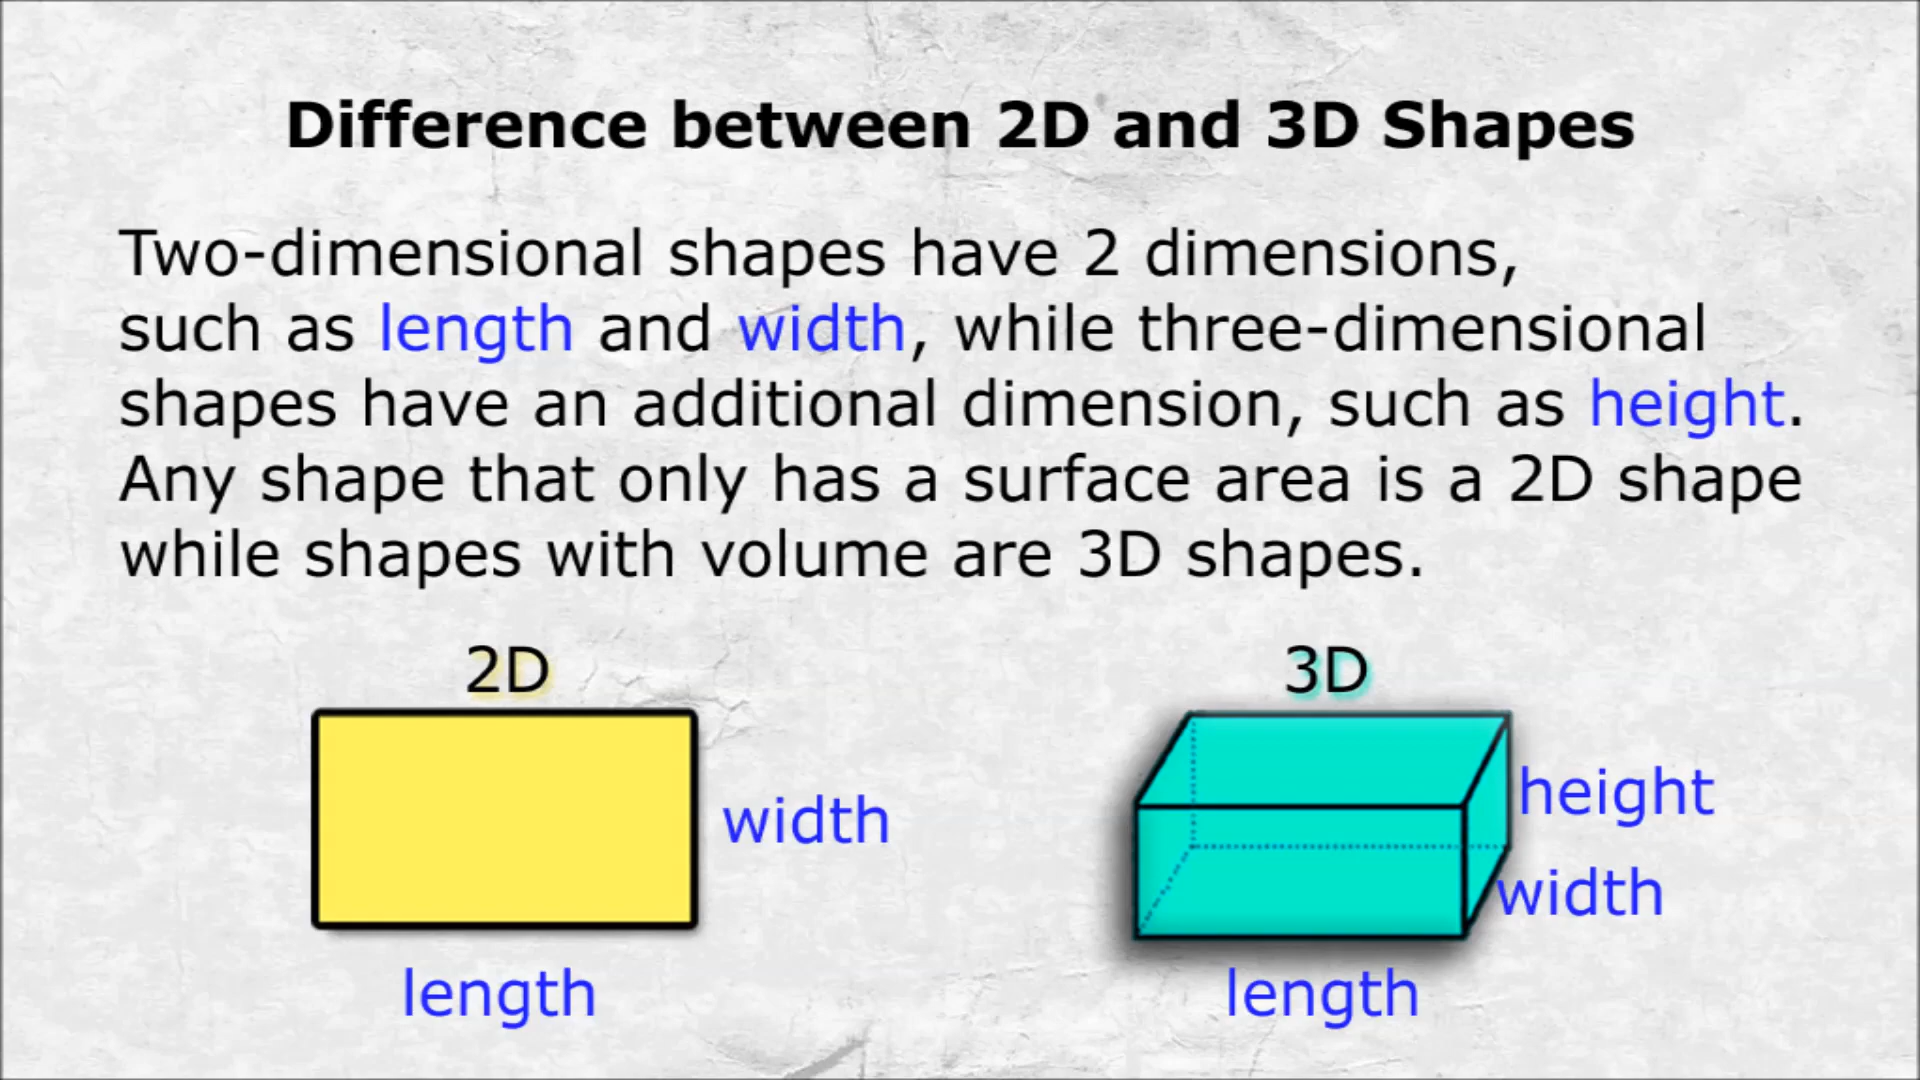 Difference between 2D and 3D Shapes
Two-dimensional shapes have 2 dimensions,
such as length and width, while three-dimensional
shapes have an additional dimension, such as height.
Any shape that only has a surface area is a 2D shape
while shapes with volume are 3D shapes.
2D
width
length
3D
height
width
length